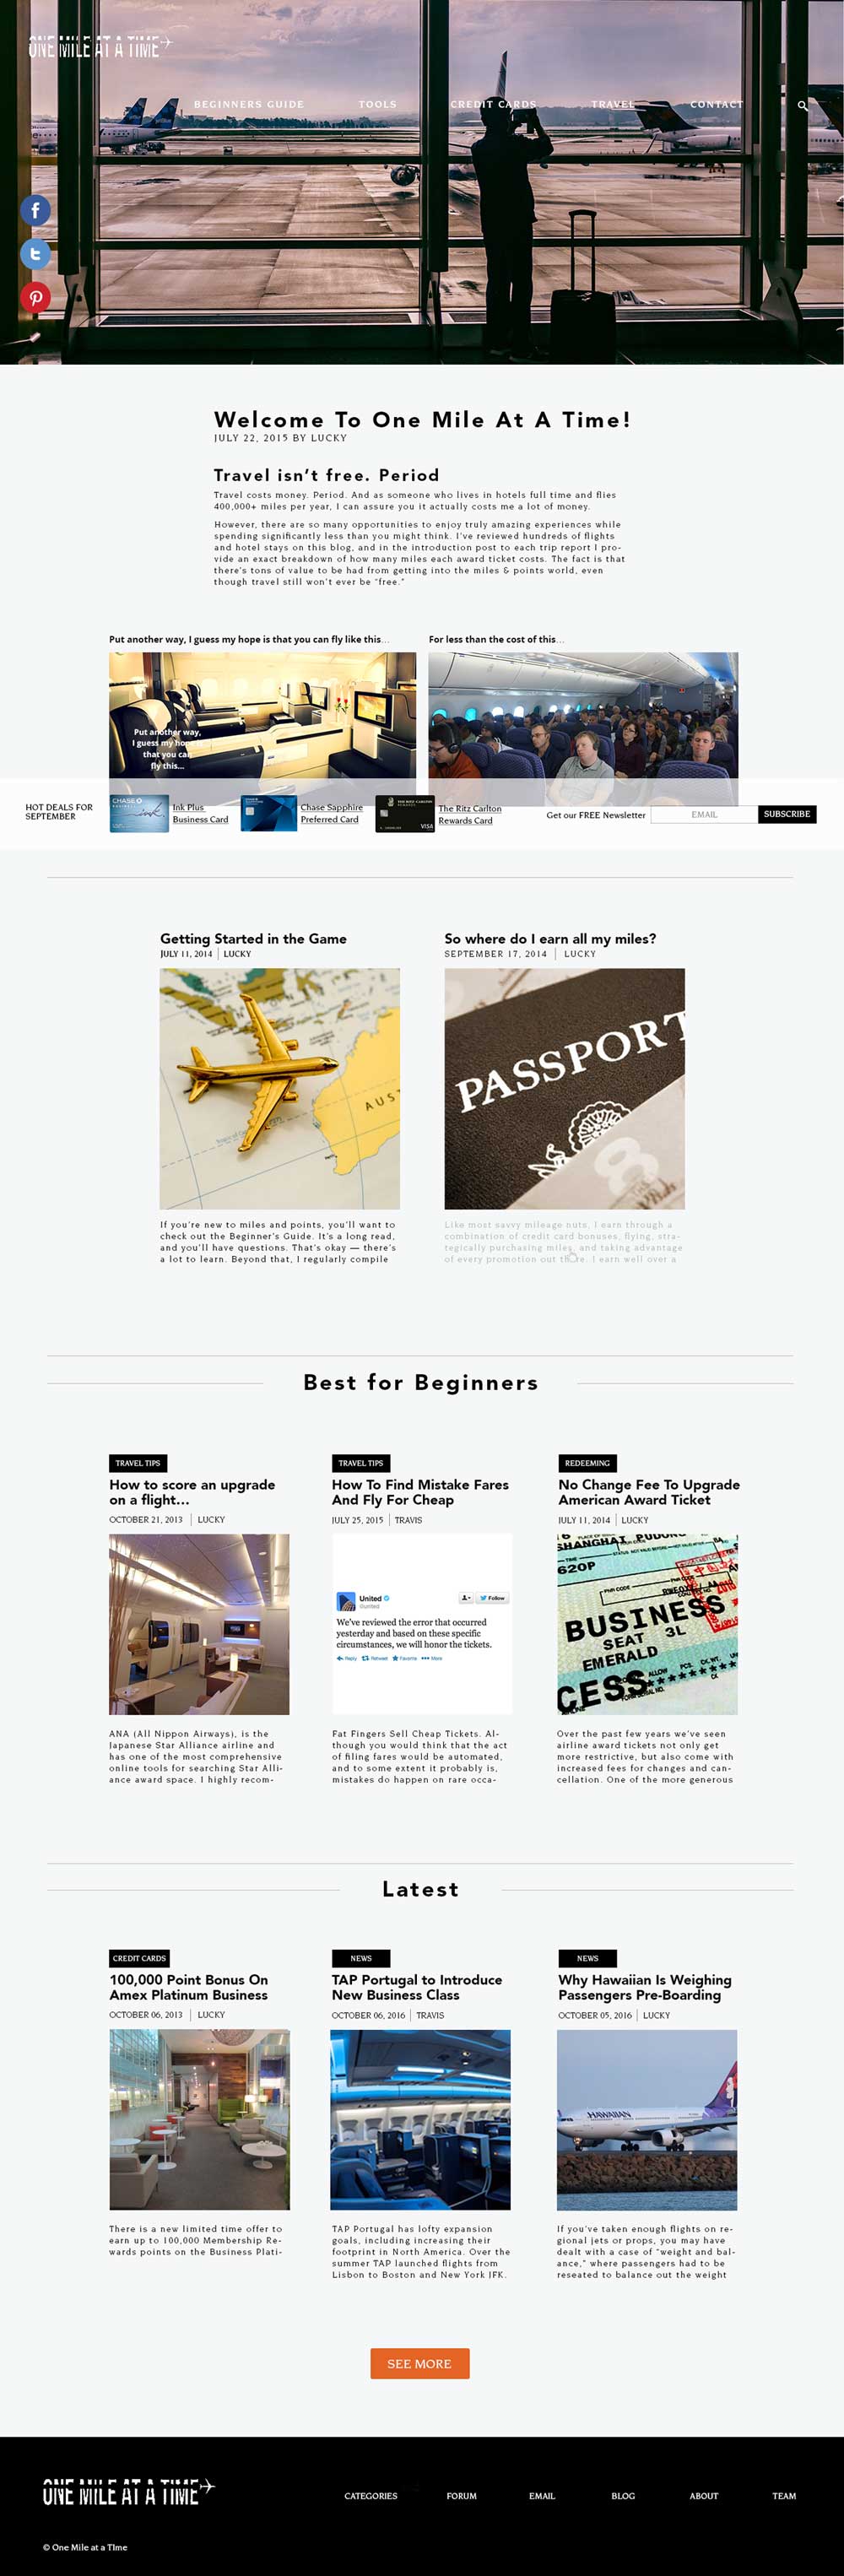 ONE MILE AT A TIME
BEGINNERS GUIDE TOOLS CREDIT CARDS TRAVEL CONTACT
Welcome To One Mile At A Time!
JULY 22, 2015 BY LUCKY
Travel isn't free. Period
Travel costs money. Period. And as someone who lives in hotels full time and flies
400,000+ miles per year, I can assure you it actually costs me a lot of money.
However, there are so many opportunities to enjoy truly amazing experiences while
spending significantly less than you might think. I've reviewed hundreds of flights
and hotel stays on this blog, and in the introduction post to each trip report I pro-
vide an exact breakdown of how many miles each award ticket costs. The fact is that
there's tons of value to be had from getting into the miles & points world, even
though travel still won't ever be "free."
Put another way, I guess my hope is that you can fly like this...
For less than the cost of this...
Put another way,
I guess my hope is
that you can
fly this...
HOT DEALS FOR
SEPTEMBER
CHASE
Ink Plus
Business Card
Chase Sapphire
Preferred Card
THE RITZ CARLTON
VISA
The Ritz Carlton
Rewards Card
Get our FREE Newsletter
EMAIL
SUBSCRIBE
Getting Started in the Game
JULY 11, 2014 | LUCKY
AUS
If you're new to miles and points, you'll want to
check out the Beginner's Guide. It's a long read,
and you'll have questions. That's okay — there's
a lot to learn. Beyond that, I regularly compile
So where do I earn all my miles?
SEPTEMBER 17, 2014 | LUCKY
PASSPORT
Like most savvy mileage nuts, I earn through a
combination of credit card bonuses, flying, stra-
tegically purchasing miles, and taking advantage
of every promotion out there. I earn well over a
Best for Beginners
TRAVEL TIPS
How to score an upgrade
on a flight...
OCTOBER 21, 2013 | LUCKY
ANA (All Nippon Airways), is the
Japanese Star Alliance airline and
has one of the most comprehensive
online tools for searching Star Alli-
ance award space. I highly recom-
TRAVEL TIPS
How To Find Mistake Fares
And Fly For Cheap
JULY 25, 2015 | TRAVIS
United
@united
Follow
We've reviewed the error that occurred
yesterday and based on these specific
circumstances, we will honor the tickets.
Reply Retweet Favorite More
Fat Fingers Sell Cheap Tickets. Al-
though you would think that the act
of filing fares would be automated,
and to some extent it probably is,
mistakes do happen on rare occa-
REDEEMING
No Change Fee To Upgrade
American Award Ticket
JULY 11, 2014 | LUCKY
SHANGHAI, PUDONG
TIME
620P
BUSINESS
SEAT 3L
EMERALD
CESS
Over the past few years we've seen
airline award tickets not only get
more restrictive, but also come with
increased fees for changes and can-
cellation. One of the more generous
Latest
CREDIT CARDS
100,000 Point Bonus On
Amex Platinum Business
OCTOBER 06, 2013 | LUCKY
There is a new limited time offer to
earn up to 100,000 Membership Re-
wards points on the Business Plati-
NEWS
TAP Portugal to Introduce
New Business Class
OCTOBER 06, 2016 | TRAVIS
TAP Portugal has lofty expansion
goals, including increasing their
footprint in North America. Over the
summer TAP launched flights from
Lisbon to Boston and New York JFK.
NEWS
Why Hawaiian Is Weighing
Passengers Pre-Boarding
OCTOBER 05, 2016 | LUCKY
HAWAIIAN
If you've taken enough flights on re-
gional jets or props, you may have
dealt with a case of "weight and bal-
ance," where passengers had to be
reseated to balance out the weight
SEE MORE
ONE MILE AT A TIME
CATEGORIES FORUM EMAIL BLOG ABOUT TEAM
© One Mile at a TIme